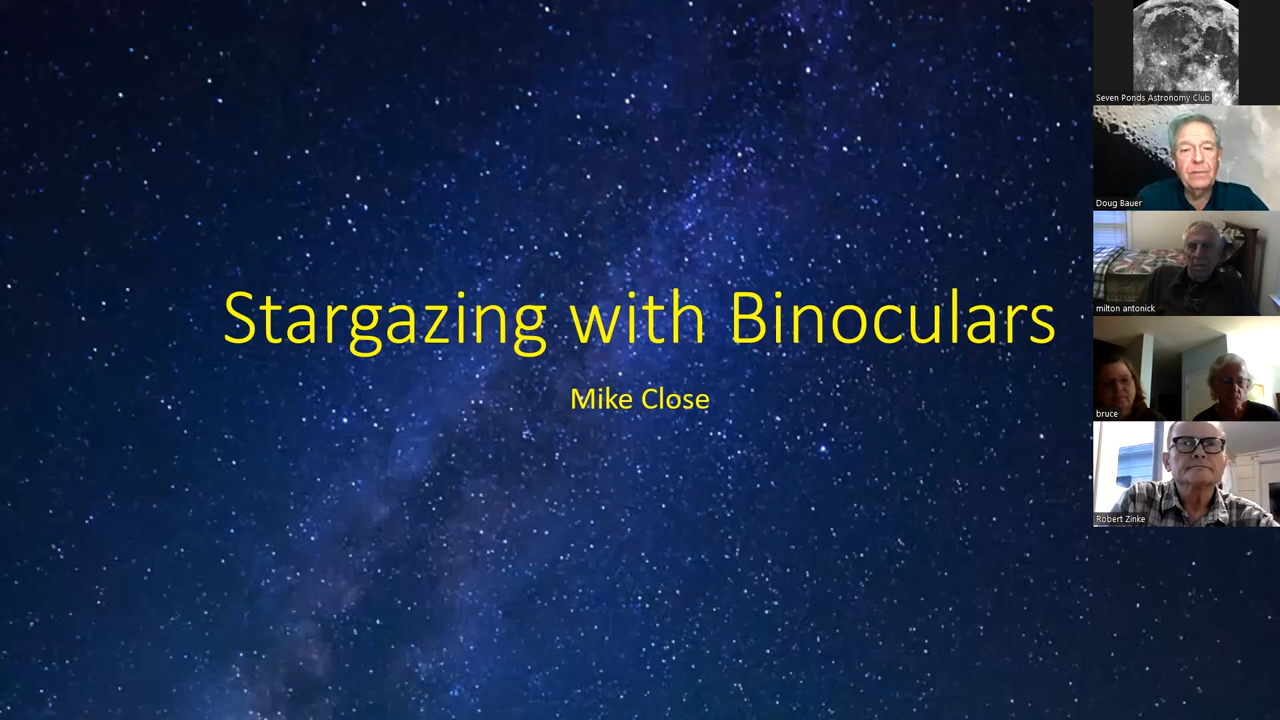 Stargazing with Binoculars
Mike Close
Seven Ponds Astronomy Club
Doug Bauer
milton antonick
bruce
Robert Zinke